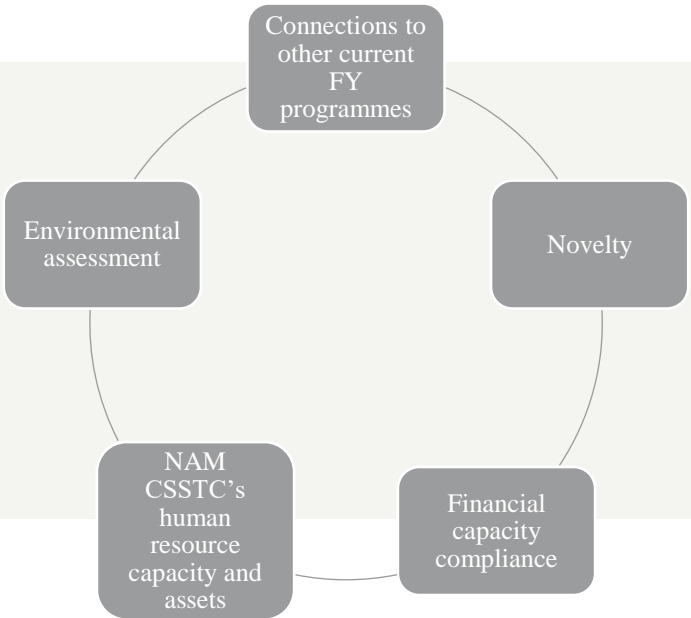 Connections to
other current
FY
programmes
Novelty
Financial
capacity
compliance
NAM
CSSTC’s
human
resource
capacity and
assets
Environmental
assessment